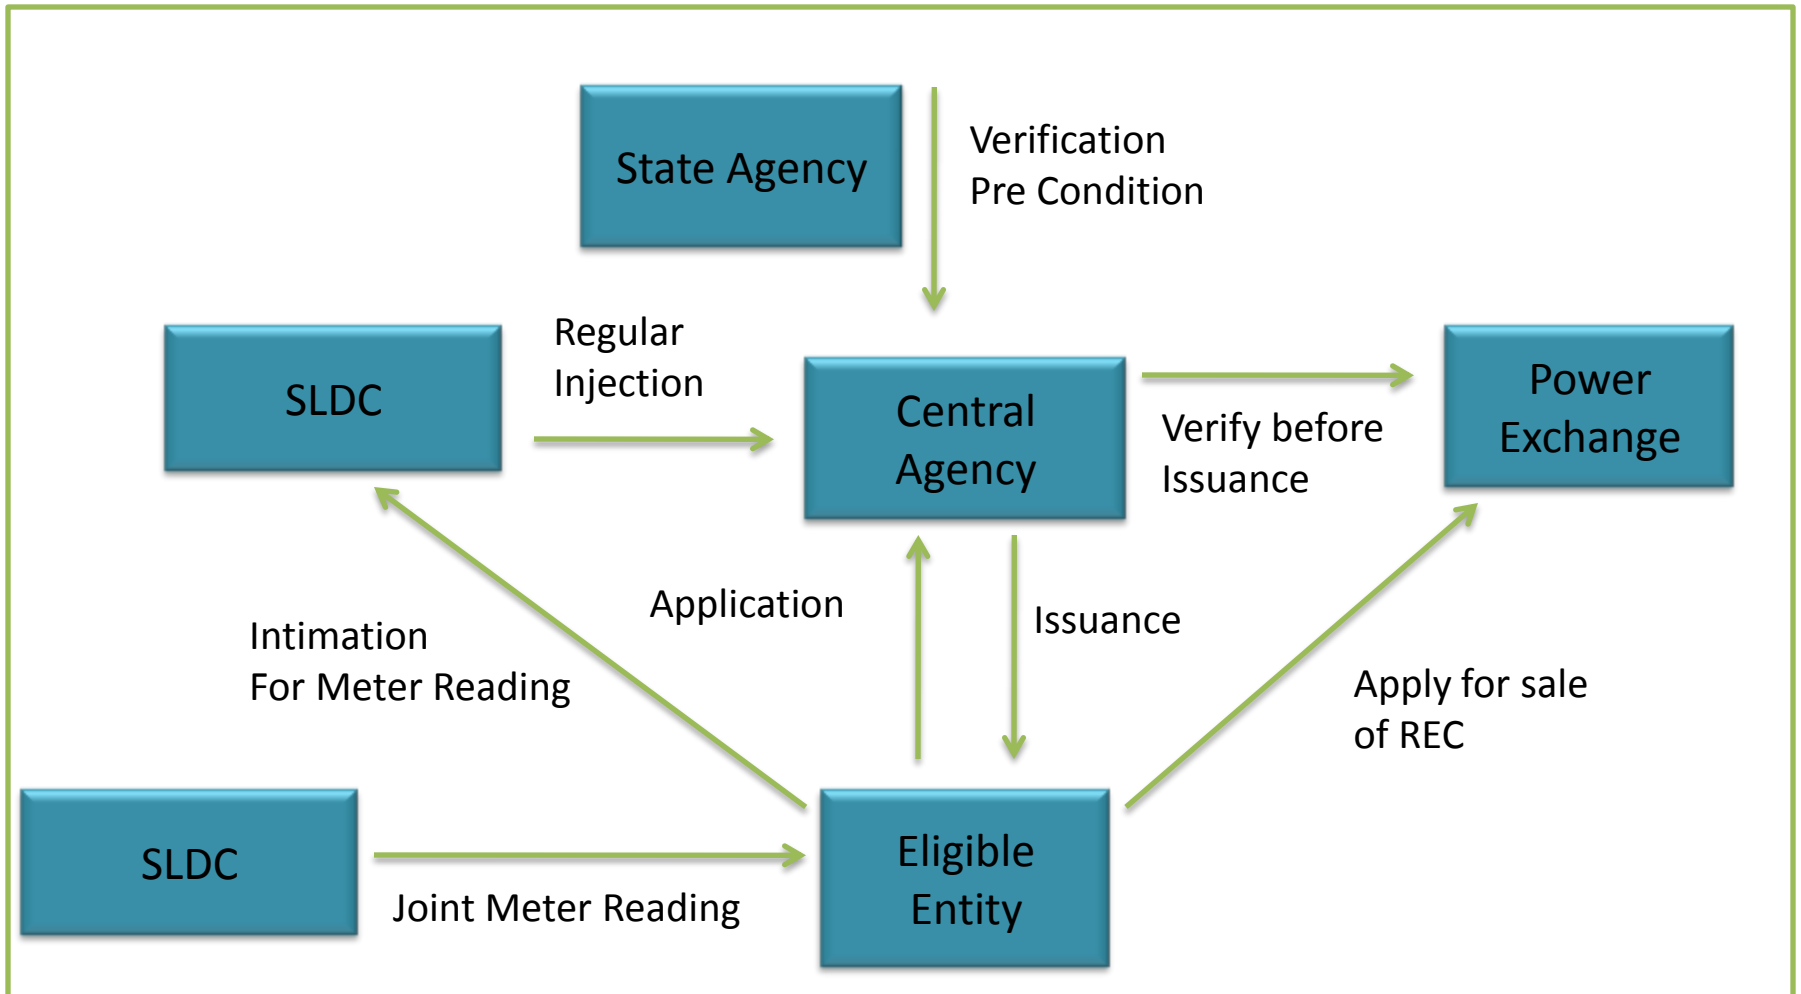 State Agency
Verification
Pre Condition
SLDC
Regular
Injection
Central
Agency
Verify before
Issuance
Power
Exchange
Intimation
For Meter Reading
Application
Issuance
Apply for sale
of REC
SLDC
Joint Meter Reading
Eligible
Entity